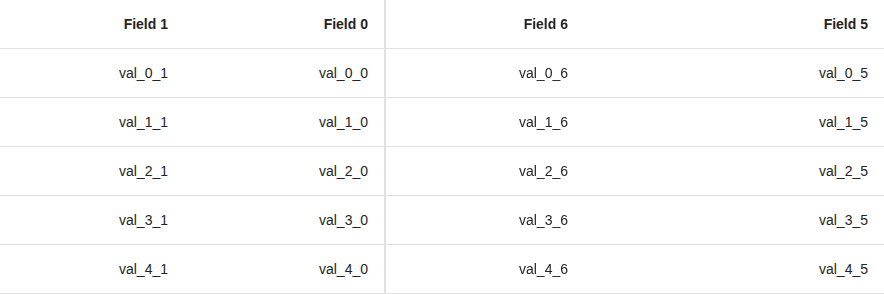 Field 1 Field 0 Field 6 Field 5
val_0_1 val_0_0 val_0_6 val_0_5
val_1_1 val_1_0 val_1_6 val_1_5
val_2_1 val_2_0 val_2_6 val_2_5
val_3_1 val_3_0 val_3_6 val_3_5
val_4_1 val_4_0 val_4_6 val_4_5